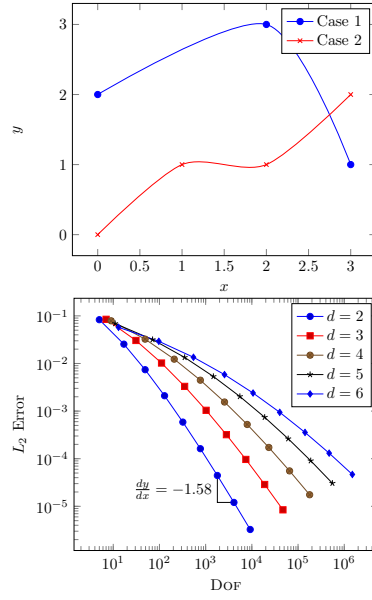 3
2
1
0
y
Case 1
Case 2
0
0.5
1
1.5
2
2.5
3
x
10^-1
10^-2
10^-3
10^-4
10^-5
L_2 Error
d = 2
d = 3
d = 4
d = 5
d = 6
dy/dx = −1.58
10^1
10^2
10^3
10^4
10^5
10^6
DOF